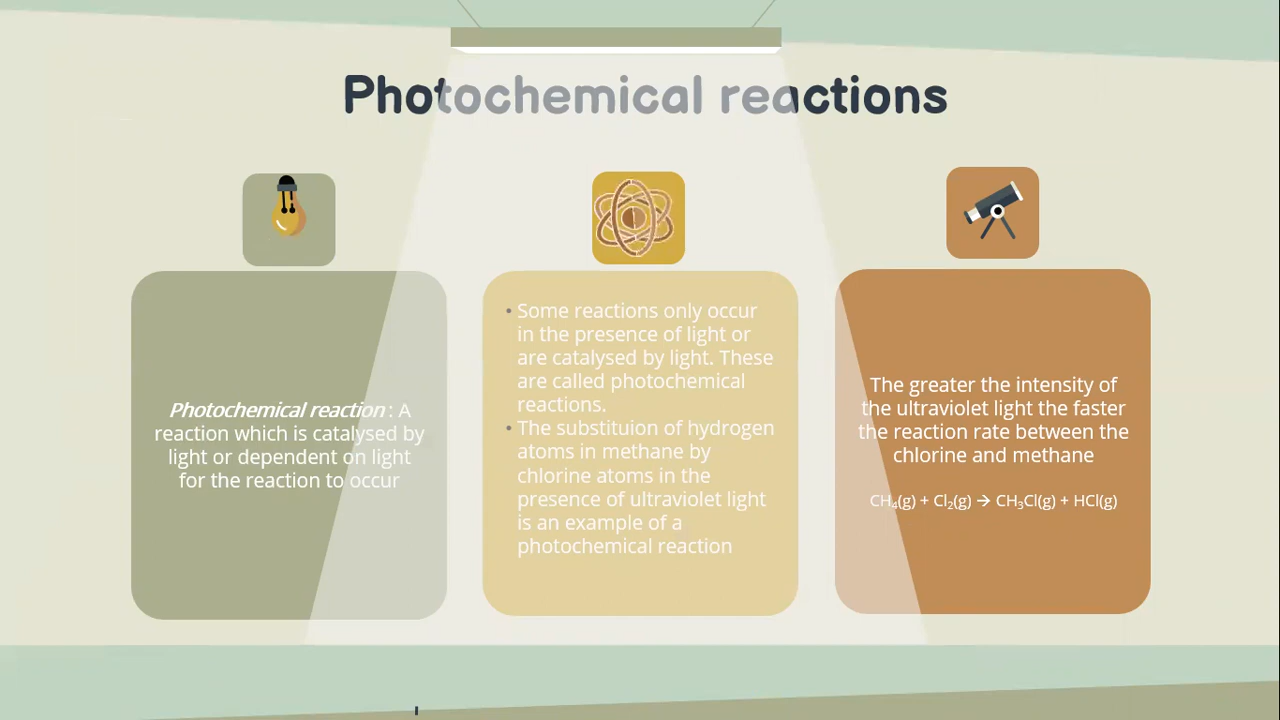 Photochemical reactions
Photochemical reaction : A
reaction which is catalysed by
light or dependent on light
for the reaction to occur
• Some reactions only occur
in the presence of light or
are catalysed by light. These
are called photochemical
reactions.
• The substituion of hydrogen
atoms in methane by
chlorine atoms in the
presence of ultraviolet light
is an example of a
photochemical reaction
The greater the intensity of
the ultraviolet light the faster
the reaction rate between the
chlorine and methane
CH₄(g) + Cl₂(g) → CH₃Cl(g) + HCl(g)